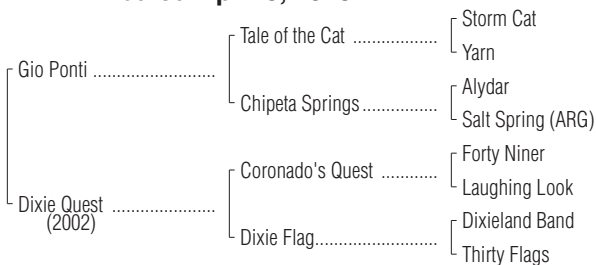 Storm Cat
Tale of the Cat ..................
Yarn
Gio Ponti ..........................
Alydar
Chipeta Springs ................
Salt Spring (ARG)
Forty Niner
Coronado's Quest ............
Laughing Look
Dixie Quest ......................
(2002)
Dixieland Band
Dixie Flag..........................
Thirty Flags